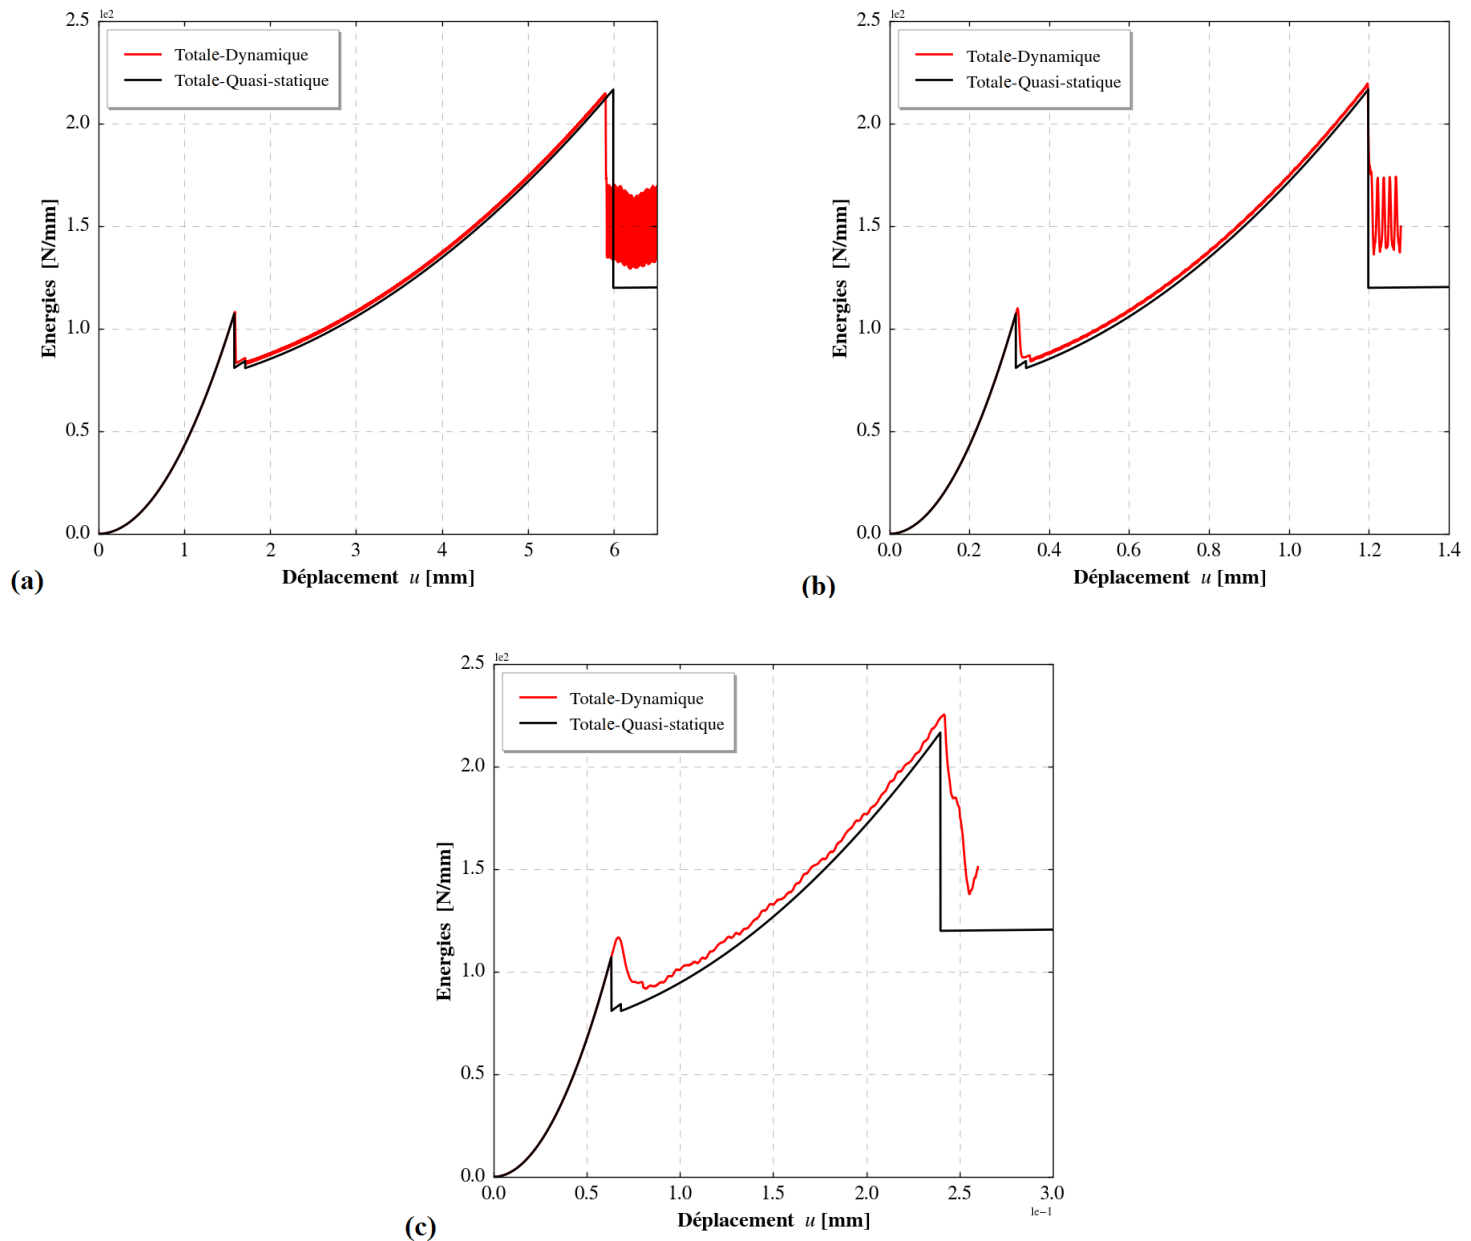 1e2
2.5
2.0
1.5
1.0
0.5
0.0
Energies [N/mm]
Totale-Dynamique
Totale-Quasi-statique
0 1 2 3 4 5 6
Déplacement u [mm]
(a)
1e2
2.5
2.0
1.5
1.0
0.5
0.0
Energies [N/mm]
Totale-Dynamique
Totale-Quasi-statique
0.0 0.2 0.4 0.6 0.8 1.0 1.2 1.4
Déplacement u [mm]
(b)
1e2
2.5
2.0
1.5
1.0
0.5
0.0
Energies [N/mm]
Totale-Dynamique
Totale-Quasi-statique
0.0 0.5 1.0 1.5 2.0 2.5 3.0
1e−1
Déplacement u [mm]
(c)